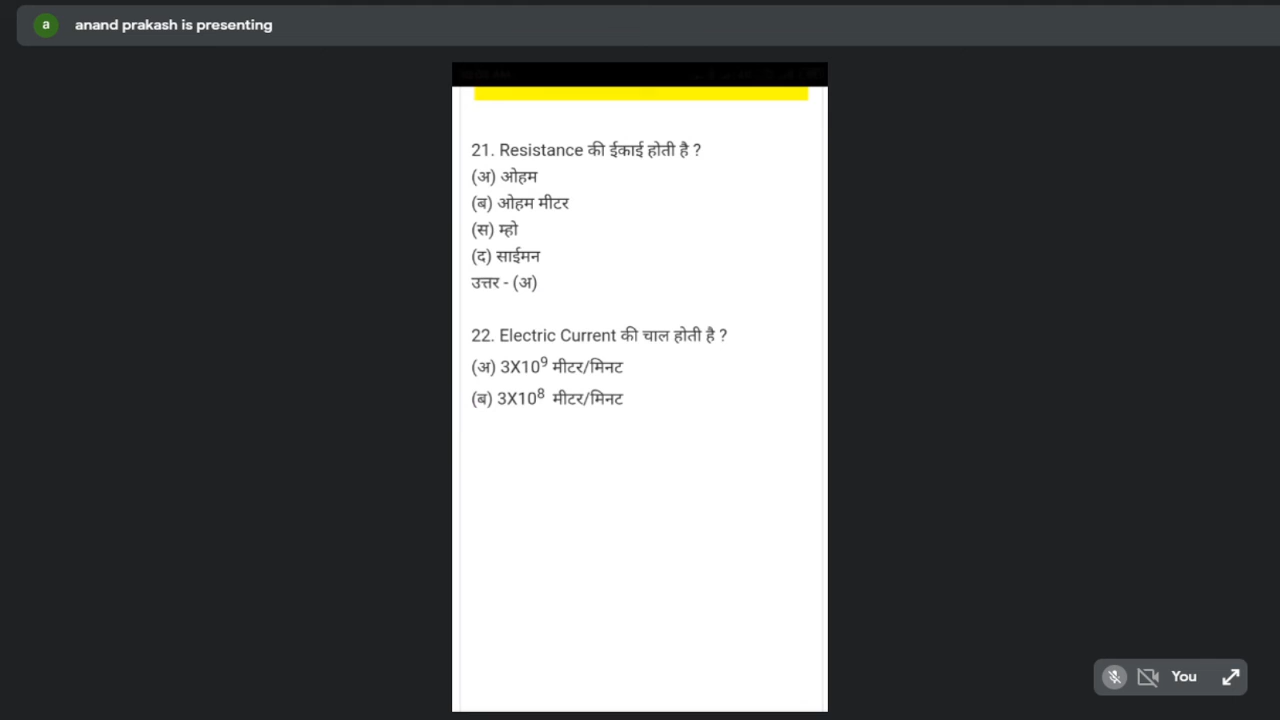 a anand prakash is presenting
21. Resistance की ईकाई होती है ?
(अ) ओहम
(ब) ओहम मीटर
(स) म्हो
(द) साईमन
उत्तर - (अ)
22. Electric Current की चाल होती है ?
(अ) 3X10⁹ मीटर/मिनट
(ब) 3X10⁸ मीटर/मिनट
You